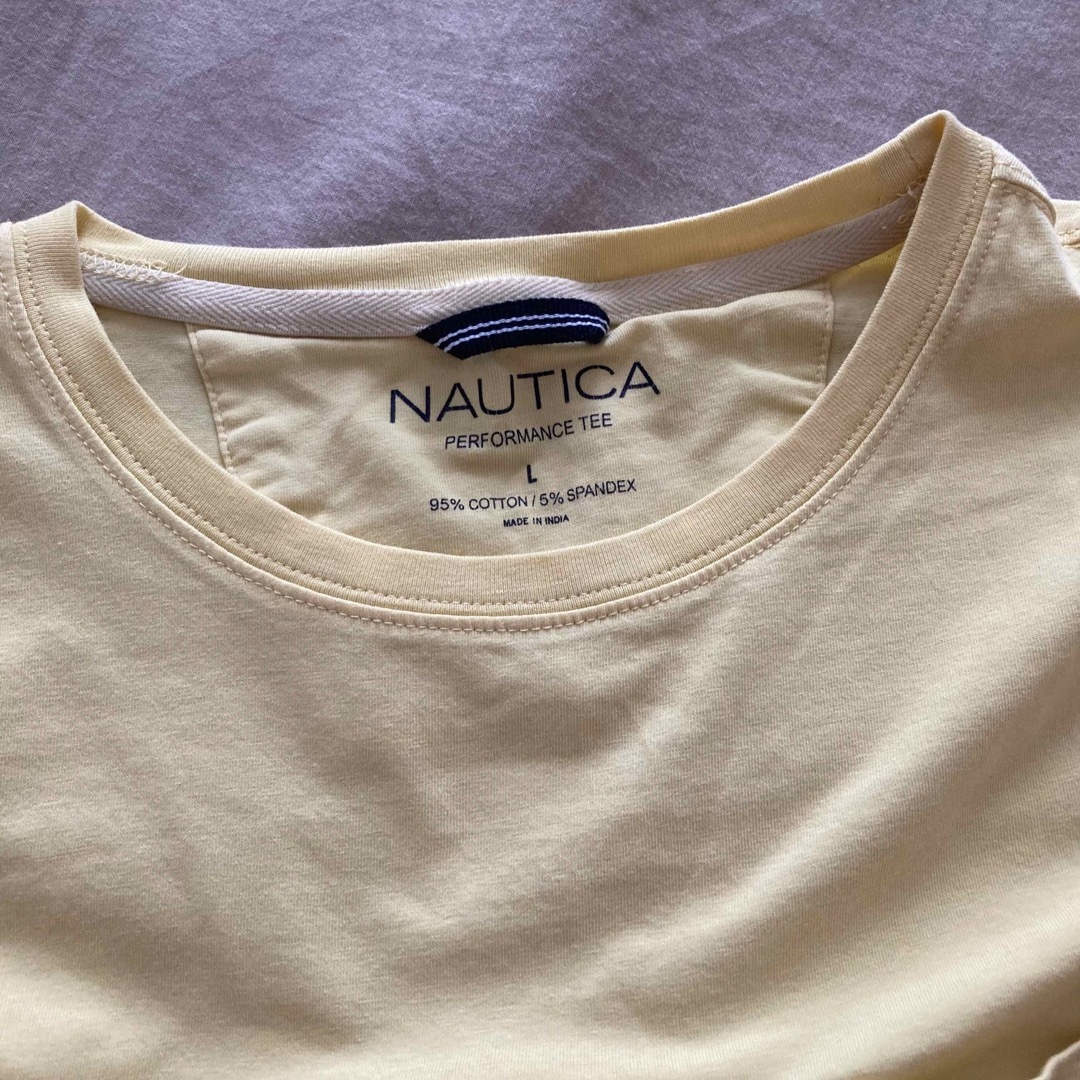 NAUTICA
PERFORMANCE TEE
L
95% COTTON / 5% SPANDEX
MADE IN INDIA